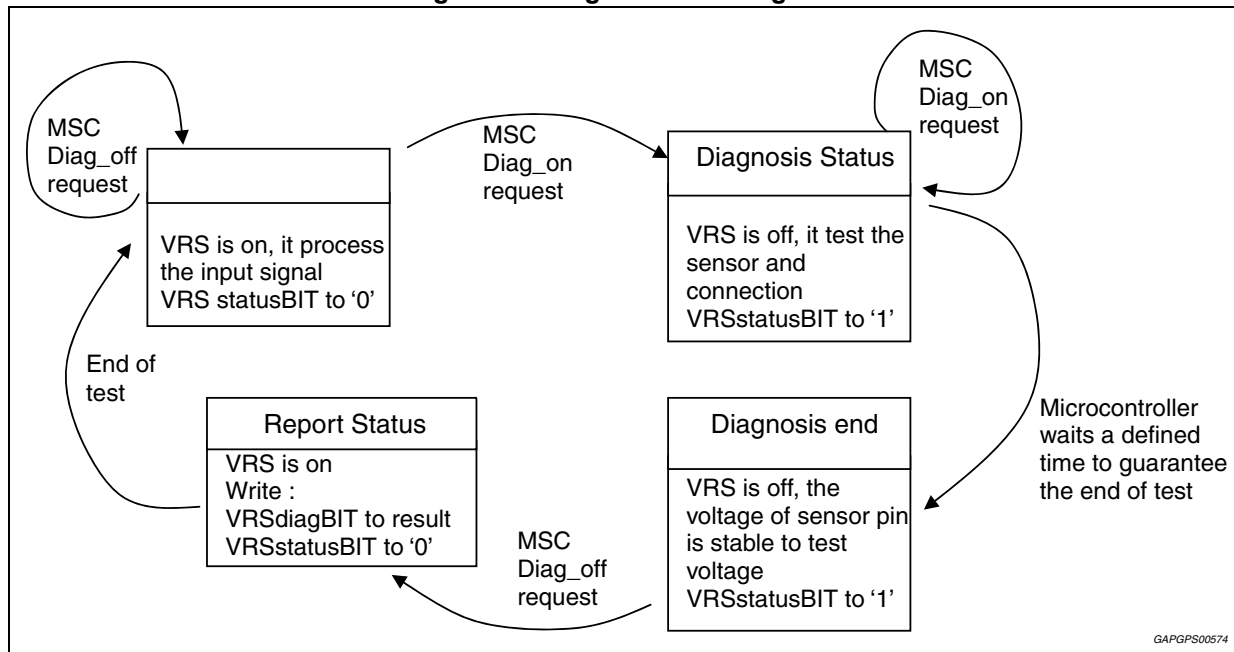 MSC
Diag_off
request
VRS is on, it process
the input signal
VRS statusBIT to ‘0’
MSC
Diag_on
request
Diagnosis Status
VRS is off, it test the
sensor and
connection
VRSstatusBIT to ‘1’
MSC
Diag_on
request
Microcontroller
waits a defined
time to guarantee
the end of test
Diagnosis end
VRS is off, the
voltage of sensor pin
is stable to test
voltage
VRSstatusBIT to ‘1’
MSC
Diag_off
request
Report Status
VRS is on
Write :
VRSdiagBIT to result
VRSstatusBIT to ‘0’
End of
test
GAPGPS00574